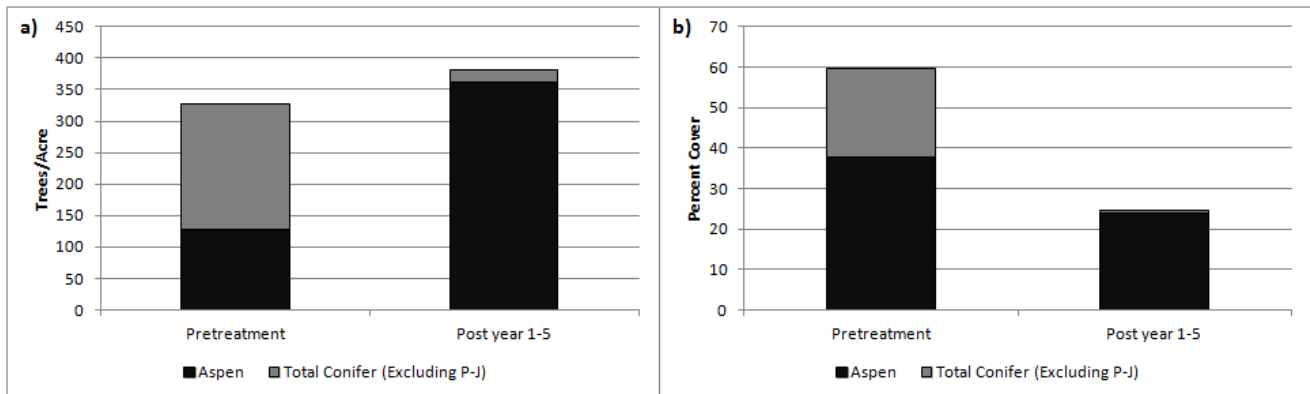 a)
Trees/Acre
450
400
350
300
250
200
150
100
50
0
Pretreatment
Post year 1-5
Aspen
Total Conifer (Excluding P-J)
b)
Percent Cover
70
60
50
40
30
20
10
0
Pretreatment
Post year 1-5
Aspen
Total Conifer (Excluding P-J)